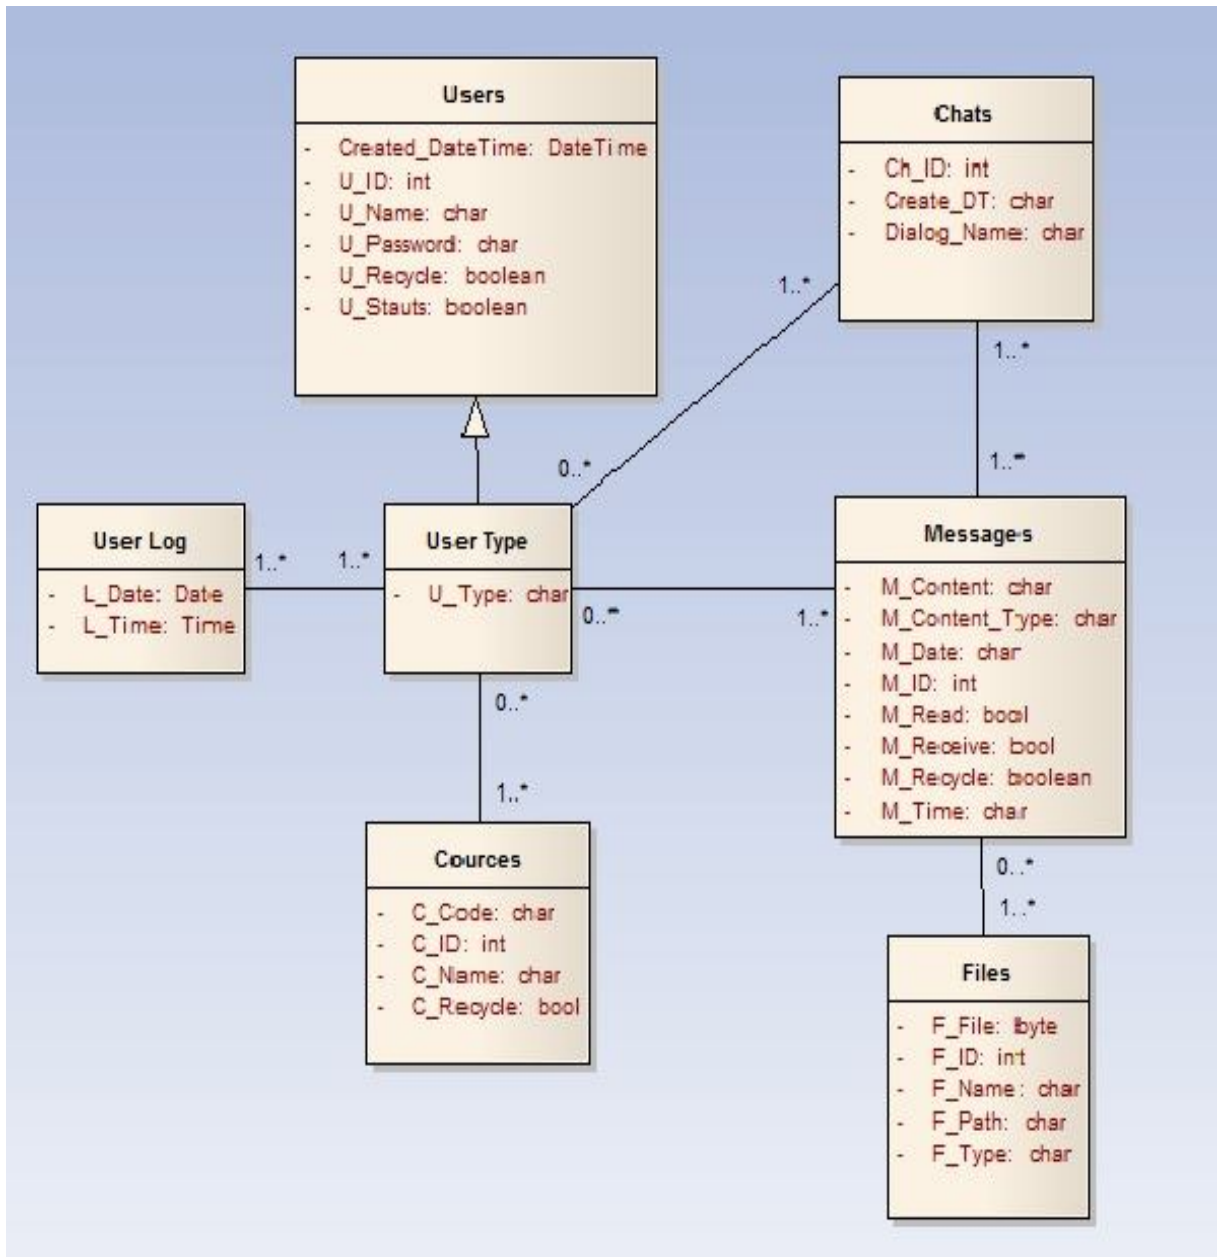 Users
- Created_DateTime: DateTime
- U_ID: int
- U_Name: char
- U_Password: char
- U_Recycle: boolean
- U_Stauts: boolean
Chats
- Ch_ID: int
- Create_DT: char
- Dialog_Name: char
1..*
1..*
0..*
1..*
User Log
- L_Date: Date
- L_Time: Time
1..*
1..*
User Type
- U_Type: char
0..*
1..*
Messages
- M_Content: char
- M_Content_Type: char
- M_Date: char
- M_ID: int
- M_Read: bool
- M_Receive: bool
- M_Recycle: boolean
- M_Time: char
0..*
1..*
Cources
- C_Code: char
- C_ID: int
- C_Name: char
- C_Recycle: bool
0..*
1..*
Files
- F_File: byte
- F_ID: int
- F_Name: char
- F_Path: char
- F_Type: char